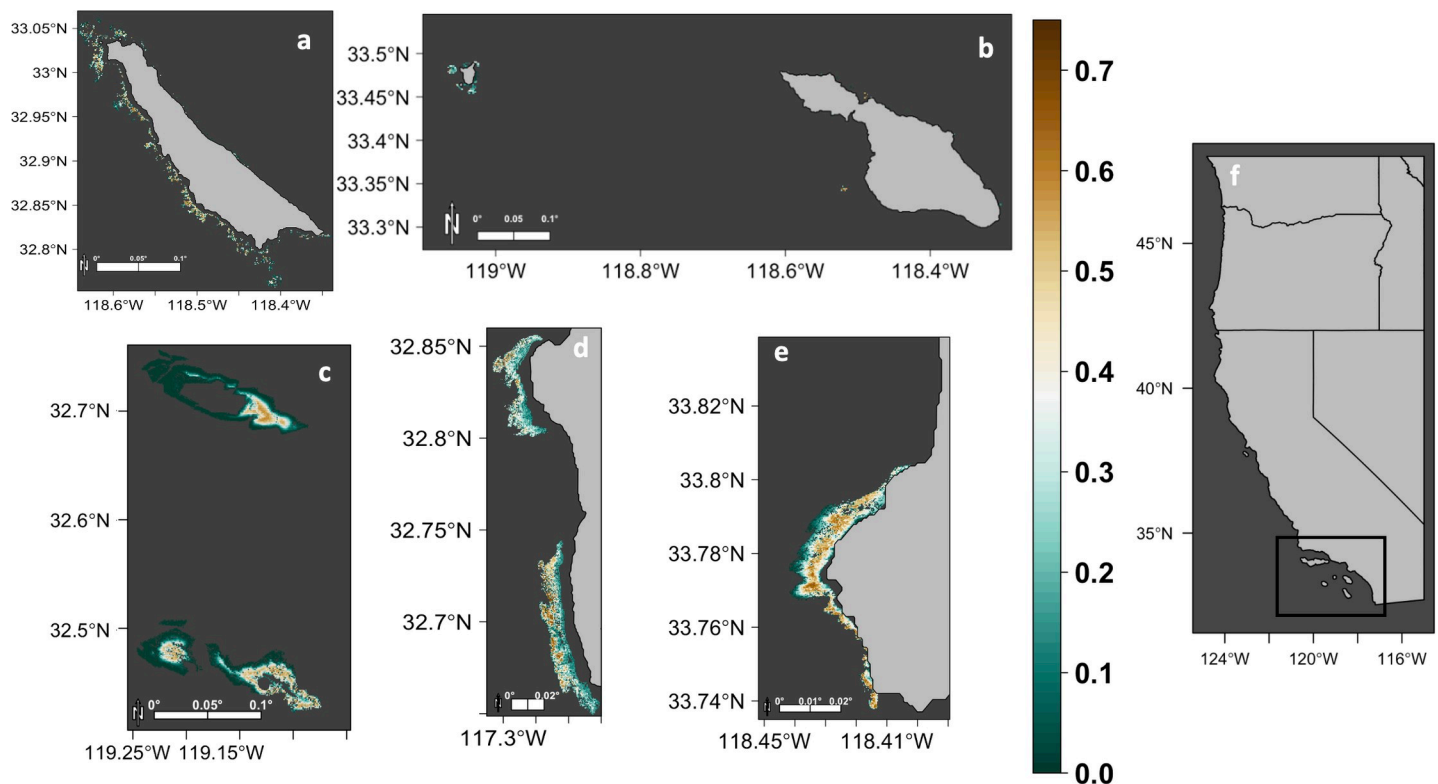 a
33.05°N
33°N
32.95°N
32.9°N
32.85°N
32.8°N
N
0°
0.05°
0.1°
118.6°W
118.5°W
118.4°W
b
33.5°N
33.45°N
33.4°N
33.35°N
33.3°N
N
0°
0.05°
0.1°
119°W
118.8°W
118.6°W
118.4°W
c
32.7°N
32.6°N
32.5°N
N
0°
0.05°
0.1°
119.25°W
119.15°W
d
32.85°N
32.8°N
32.75°N
32.7°N
N
0°
0.02°
117.3°W
e
33.82°N
33.8°N
33.78°N
33.76°N
33.74°N
N
0°
0.01°
0.02°
118.45°W
118.41°W
0.7
0.6
0.5
0.4
0.3
0.2
0.1
0.0
f
45°N
40°N
35°N
124°W
120°W
116°W